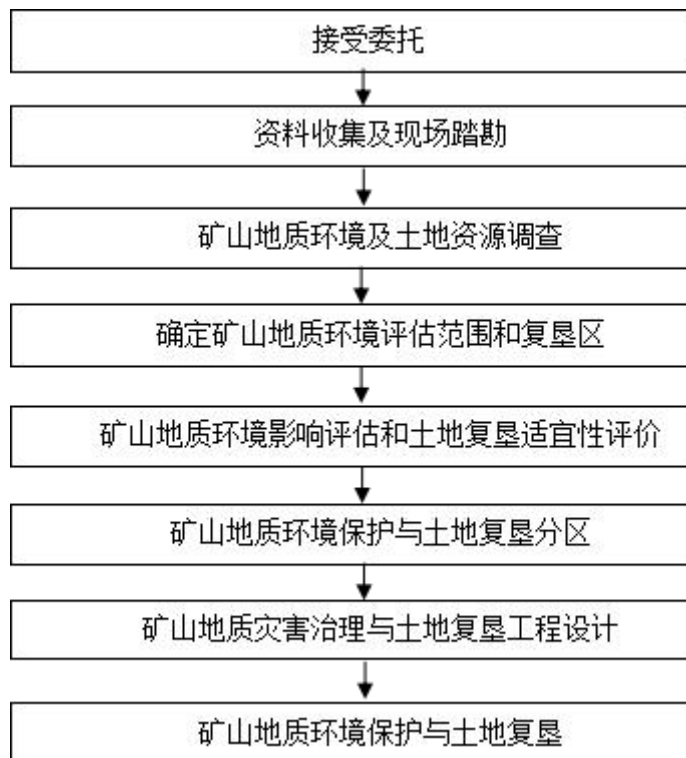 接受委托
资料收集及现场踏勘
矿山地质环境及土地资源调查
确定矿山地质环境评估范围和复垦区
矿山地质环境影响评估和土地复垦适宜性评价
矿山地质环境保护与土地复垦分区
矿山地质灾害治理与土地复垦工程设计
矿山地质环境保护与土地复垦